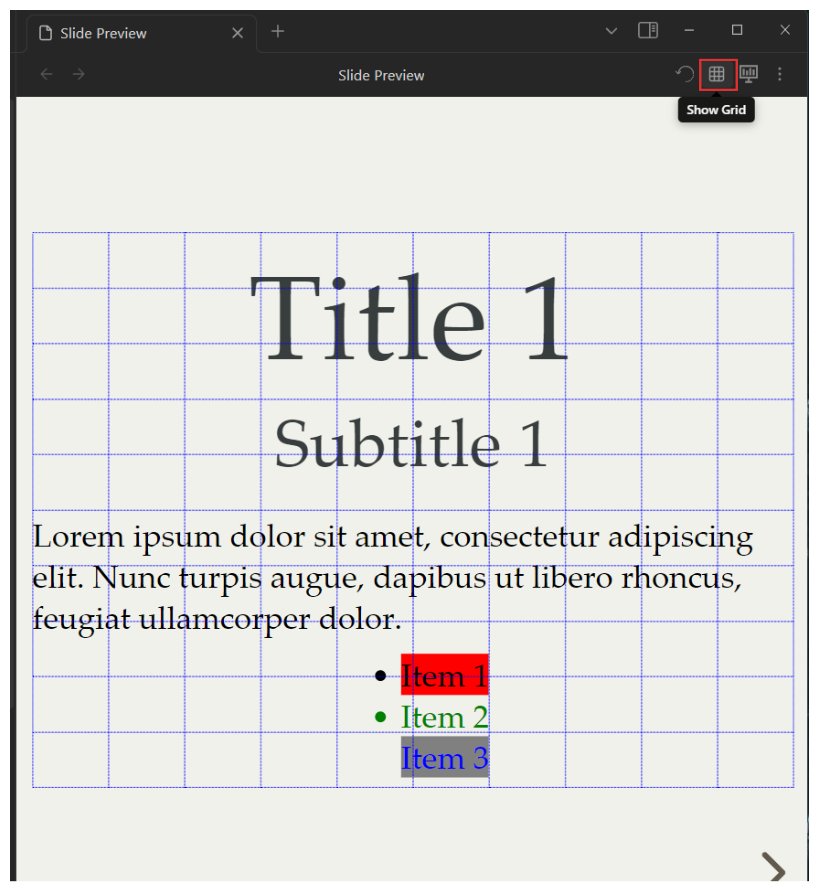 Slide Preview
Slide Preview
Show Grid
Title 1
Subtitle 1
Lorem ipsum dolor sit amet, consectetur adipiscing
elit. Nunc turpis augue, dapibus ut libero rhoncus,
feugiat ullamcorper dolor.
Item 1
Item 2
Item 3